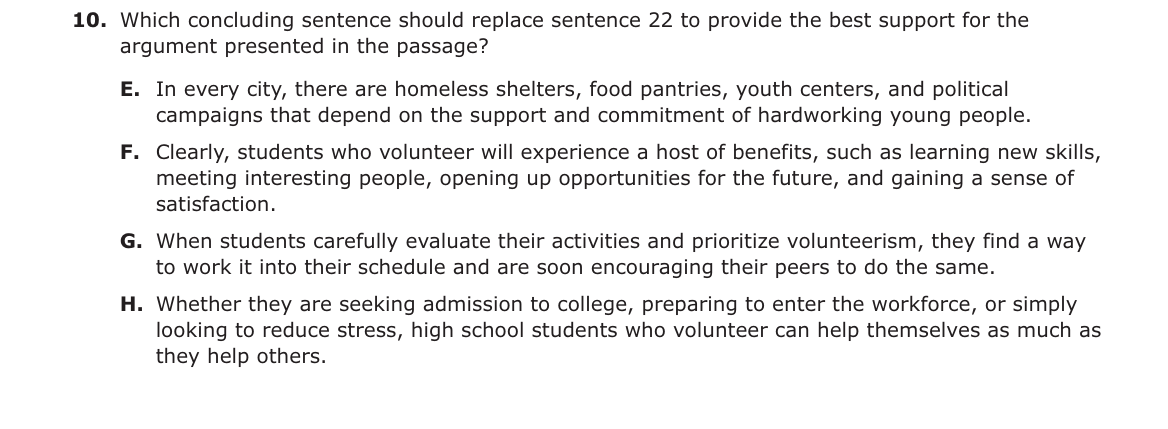 10. Which concluding sentence should replace sentence 22 to provide the best support for the
argument presented in the passage?
E. In every city, there are homeless shelters, food pantries, youth centers, and political
campaigns that depend on the support and commitment of hardworking young people.
F. Clearly, students who volunteer will experience a host of benefits, such as learning new skills,
meeting interesting people, opening up opportunities for the future, and gaining a sense of
satisfaction.
G. When students carefully evaluate their activities and prioritize volunteerism, they find a way
to work it into their schedule and are soon encouraging their peers to do the same.
H. Whether they are seeking admission to college, preparing to enter the workforce, or simply
looking to reduce stress, high school students who volunteer can help themselves as much as
they help others.